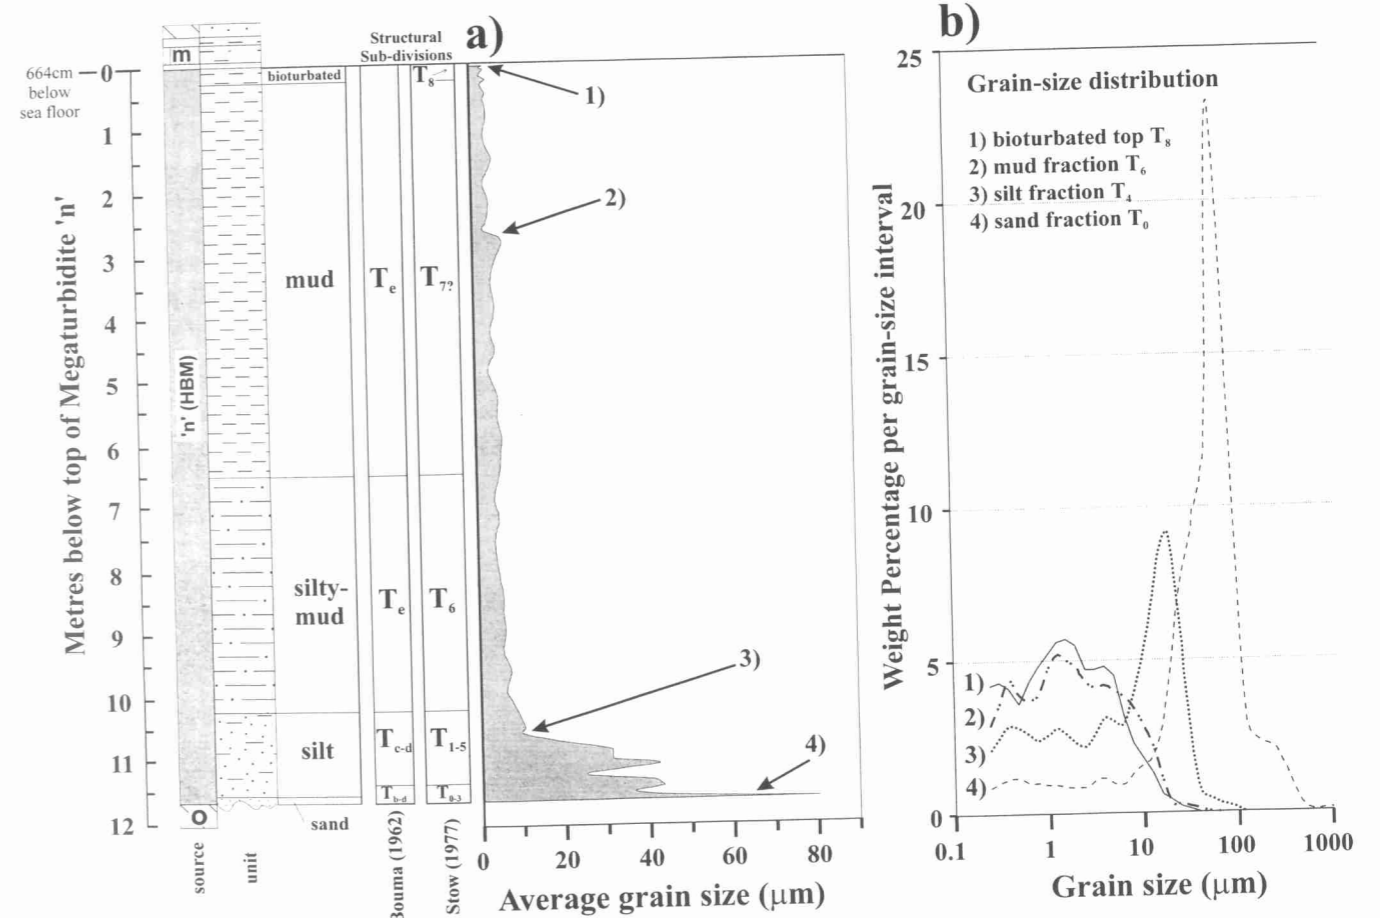 a)
b)
Structural
Sub-divisions
m
664cm
below
sea floor
0
1
2
3
4
5
6
7
8
9
10
11
12
Metres below top of Megaturbidite 'n'
'n' (HBM)
o
source
unit
bioturbated
mud
silty-
mud
silt
sand
Te
Te
Tc-d
Tb-d
Bouma (1962)
T8
T7?
T6
T1-5
T0-3
Stow (1977)
1)
2)
3)
4)
0 20 40 60 80
Average grain size (μm)
Weight Percentage per grain-size interval
25
20
15
10
5
0
Grain-size distribution
1) bioturbated top T8
2) mud fraction T6
3) silt fraction T4
4) sand fraction T0
1)
2)
3)
4)
0.1 1 10 100 1000
Grain size (μm)